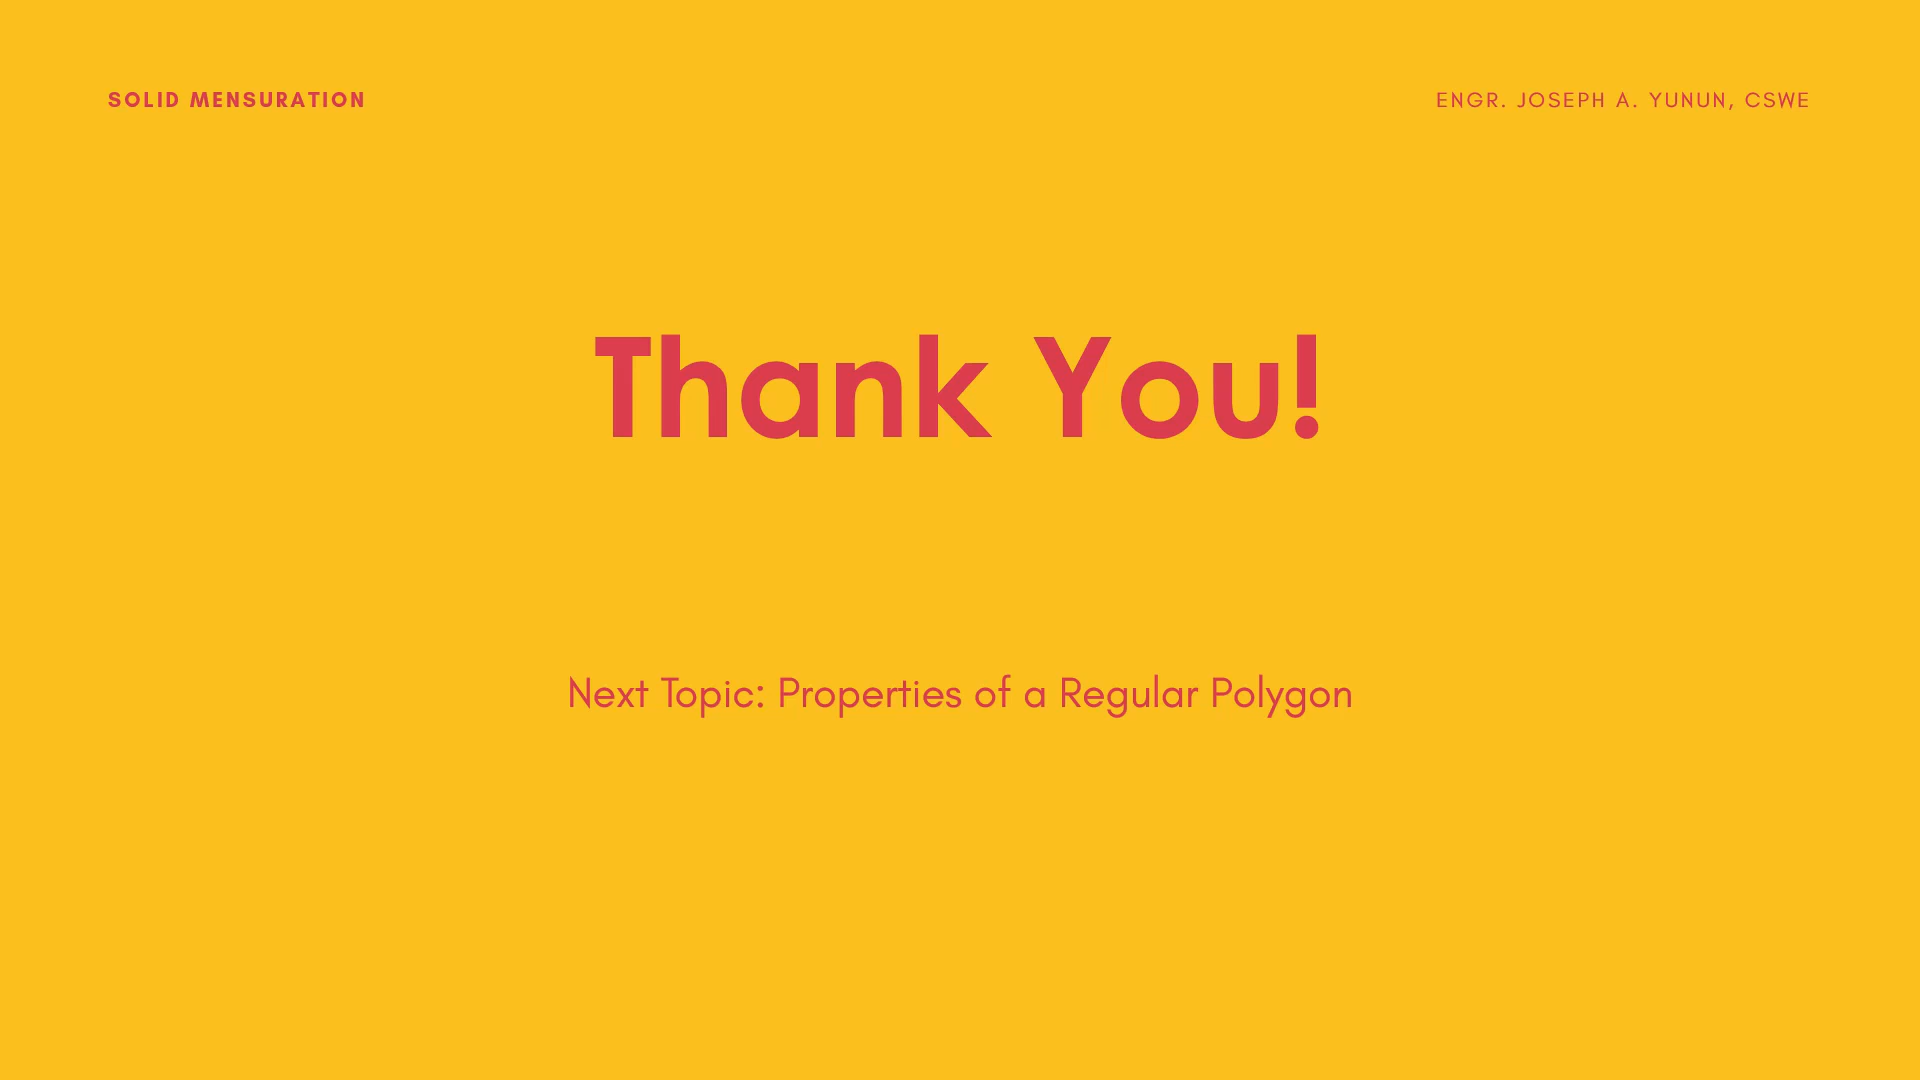 SOLID MENSURATION
ENGR. JOSEPH A. YUNUN, CSWE
Thank You!
Next Topic: Properties of a Regular Polygon